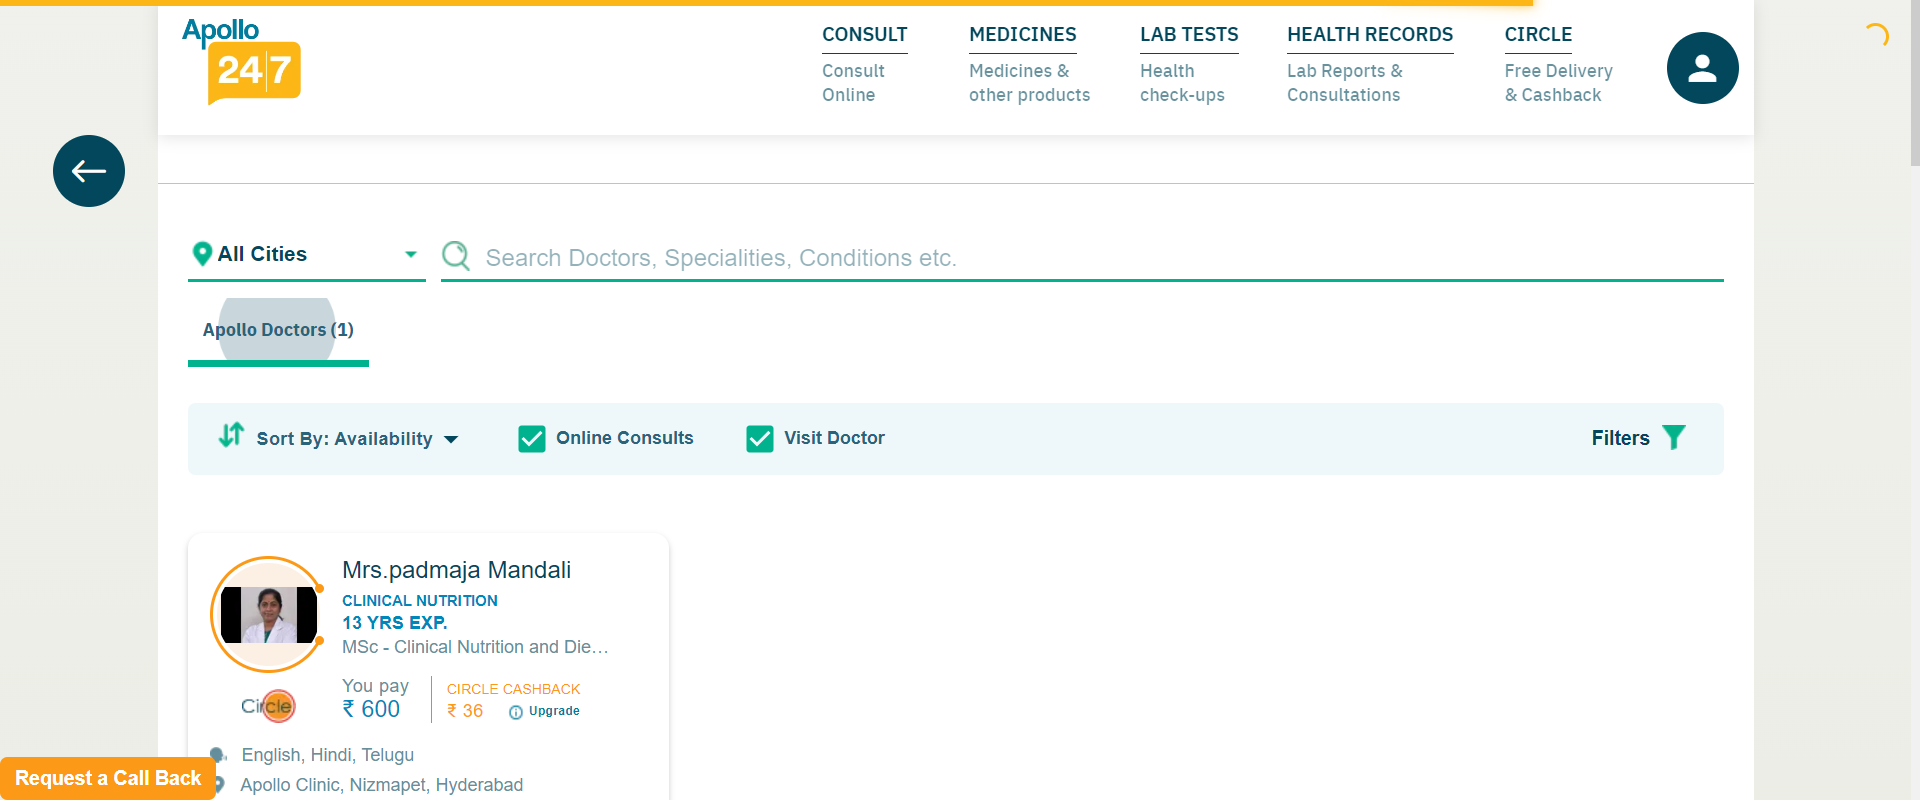 Apollo
24|7
CONSULT
Consult
Online
MEDICINES
Medicines &
other products
LAB TESTS
Health
check-ups
HEALTH RECORDS
Lab Reports &
Consultations
CIRCLE
Free Delivery
& Cashback
All Cities
Search Doctors, Specialities, Conditions etc.
Apollo Doctors (1)
Sort By: Availability
Online Consults
Visit Doctor
Filters
Mrs.padmaja Mandali
CLINICAL NUTRITION
13 YRS EXP.
MSc - Clinical Nutrition and Die…
Circle
You pay
₹ 600
CIRCLE CASHBACK
₹ 36
Upgrade
English, Hindi, Telugu
Apollo Clinic, Nizmapet, Hyderabad
Request a Call Back